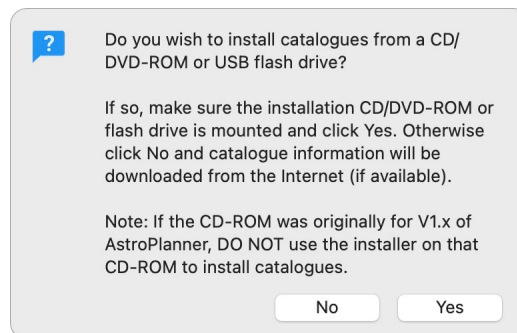 ?
Do you wish to install catalogues from a CD/
DVD-ROM or USB flash drive?
If so, make sure the installation CD/DVD-ROM or
flash drive is mounted and click Yes. Otherwise
click No and catalogue information will be
downloaded from the Internet (if available).
Note: If the CD-ROM was originally for V1.x of
AstroPlanner, DO NOT use the installer on that
CD-ROM to install catalogues.
No
Yes